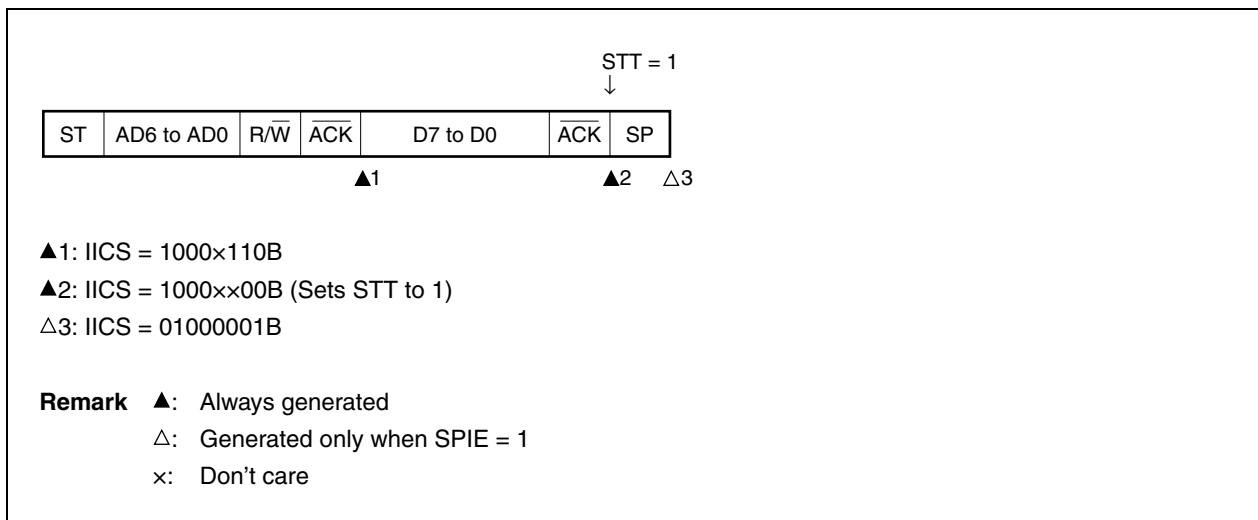 STT = 1
↓
ST AD6 to AD0 R/W̅ A̅C̅K̅ D7 to D0 A̅C̅K̅ SP
▲1 ▲2 △3
▲1: IICS = 1000×110B
▲2: IICS = 1000××00B (Sets STT to 1)
△3: IICS = 01000001B
Remark ▲: Always generated
△: Generated only when SPIE = 1
×: Don't care